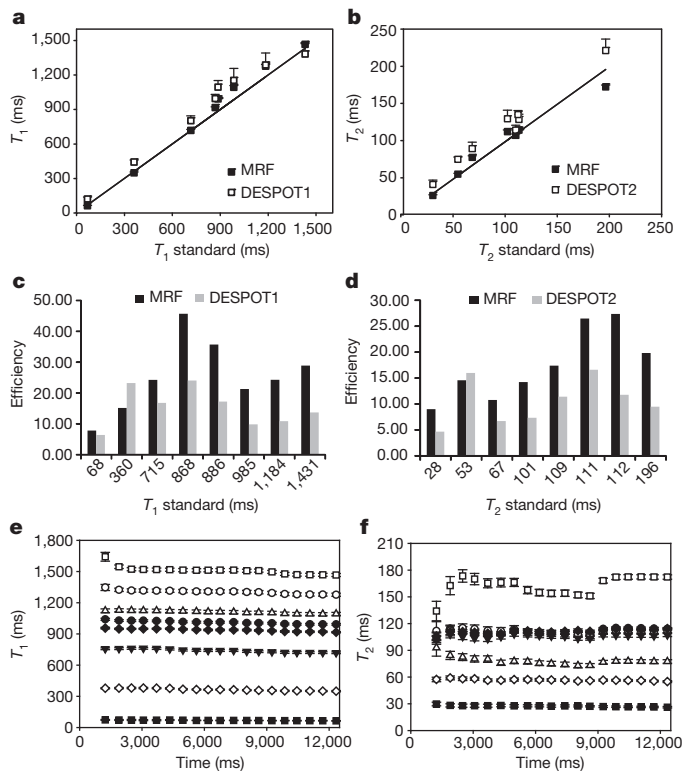 a
1,500
1,200
900
600
300
0
T1 (ms)
MRF
DESPOT1
0 300 600 900 1,200 1,500
T1 standard (ms)
b
250
200
150
100
50
0
T2 (ms)
MRF
DESPOT2
0 50 100 150 200 250
T2 standard (ms)
c
MRF DESPOT1
50.00
40.00
30.00
20.00
10.00
0.00
Efficiency
68 360 715 868 886 985 1,184 1,431
T1 standard (ms)
d
MRF DESPOT2
30.00
25.00
20.00
15.00
10.00
5.00
0.00
Efficiency
28 53 67 101 109 111 112 196
T2 standard (ms)
e
1,800
1,500
1,200
900
600
300
0
T1 (ms)
0 3,000 6,000 9,000 12,000
Time (ms)
f
210
180
150
120
90
60
30
0
T2 (ms)
0 3,000 6,000 9,000 12,000
Time (ms)